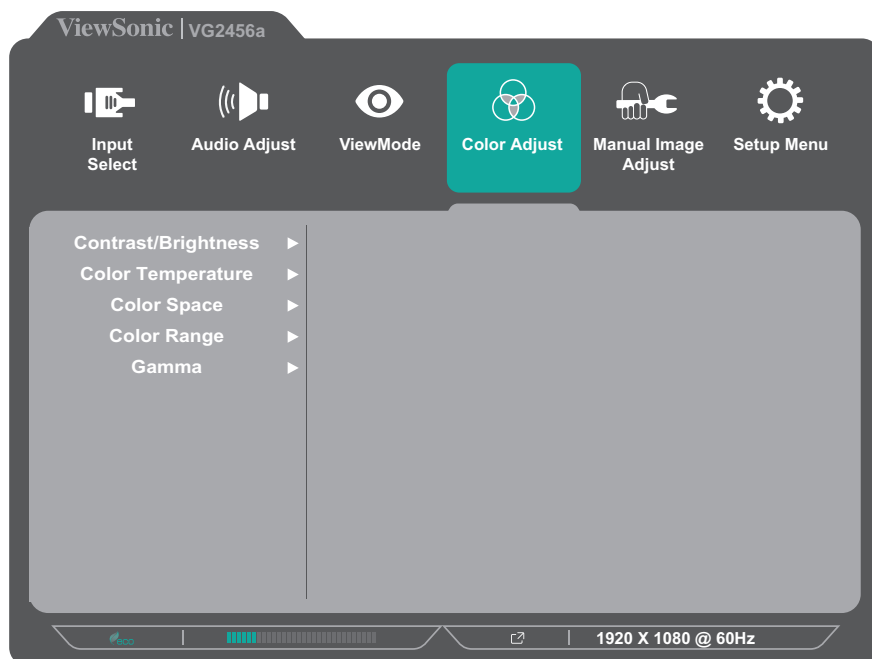 ViewSonic | VG2456a
Input
Select
Audio Adjust
ViewMode
Color Adjust
Manual Image
Adjust
Setup Menu
Contrast/Brightness
Color Temperature
Color Space
Color Range
Gamma
eco
1920 X 1080 @ 60Hz